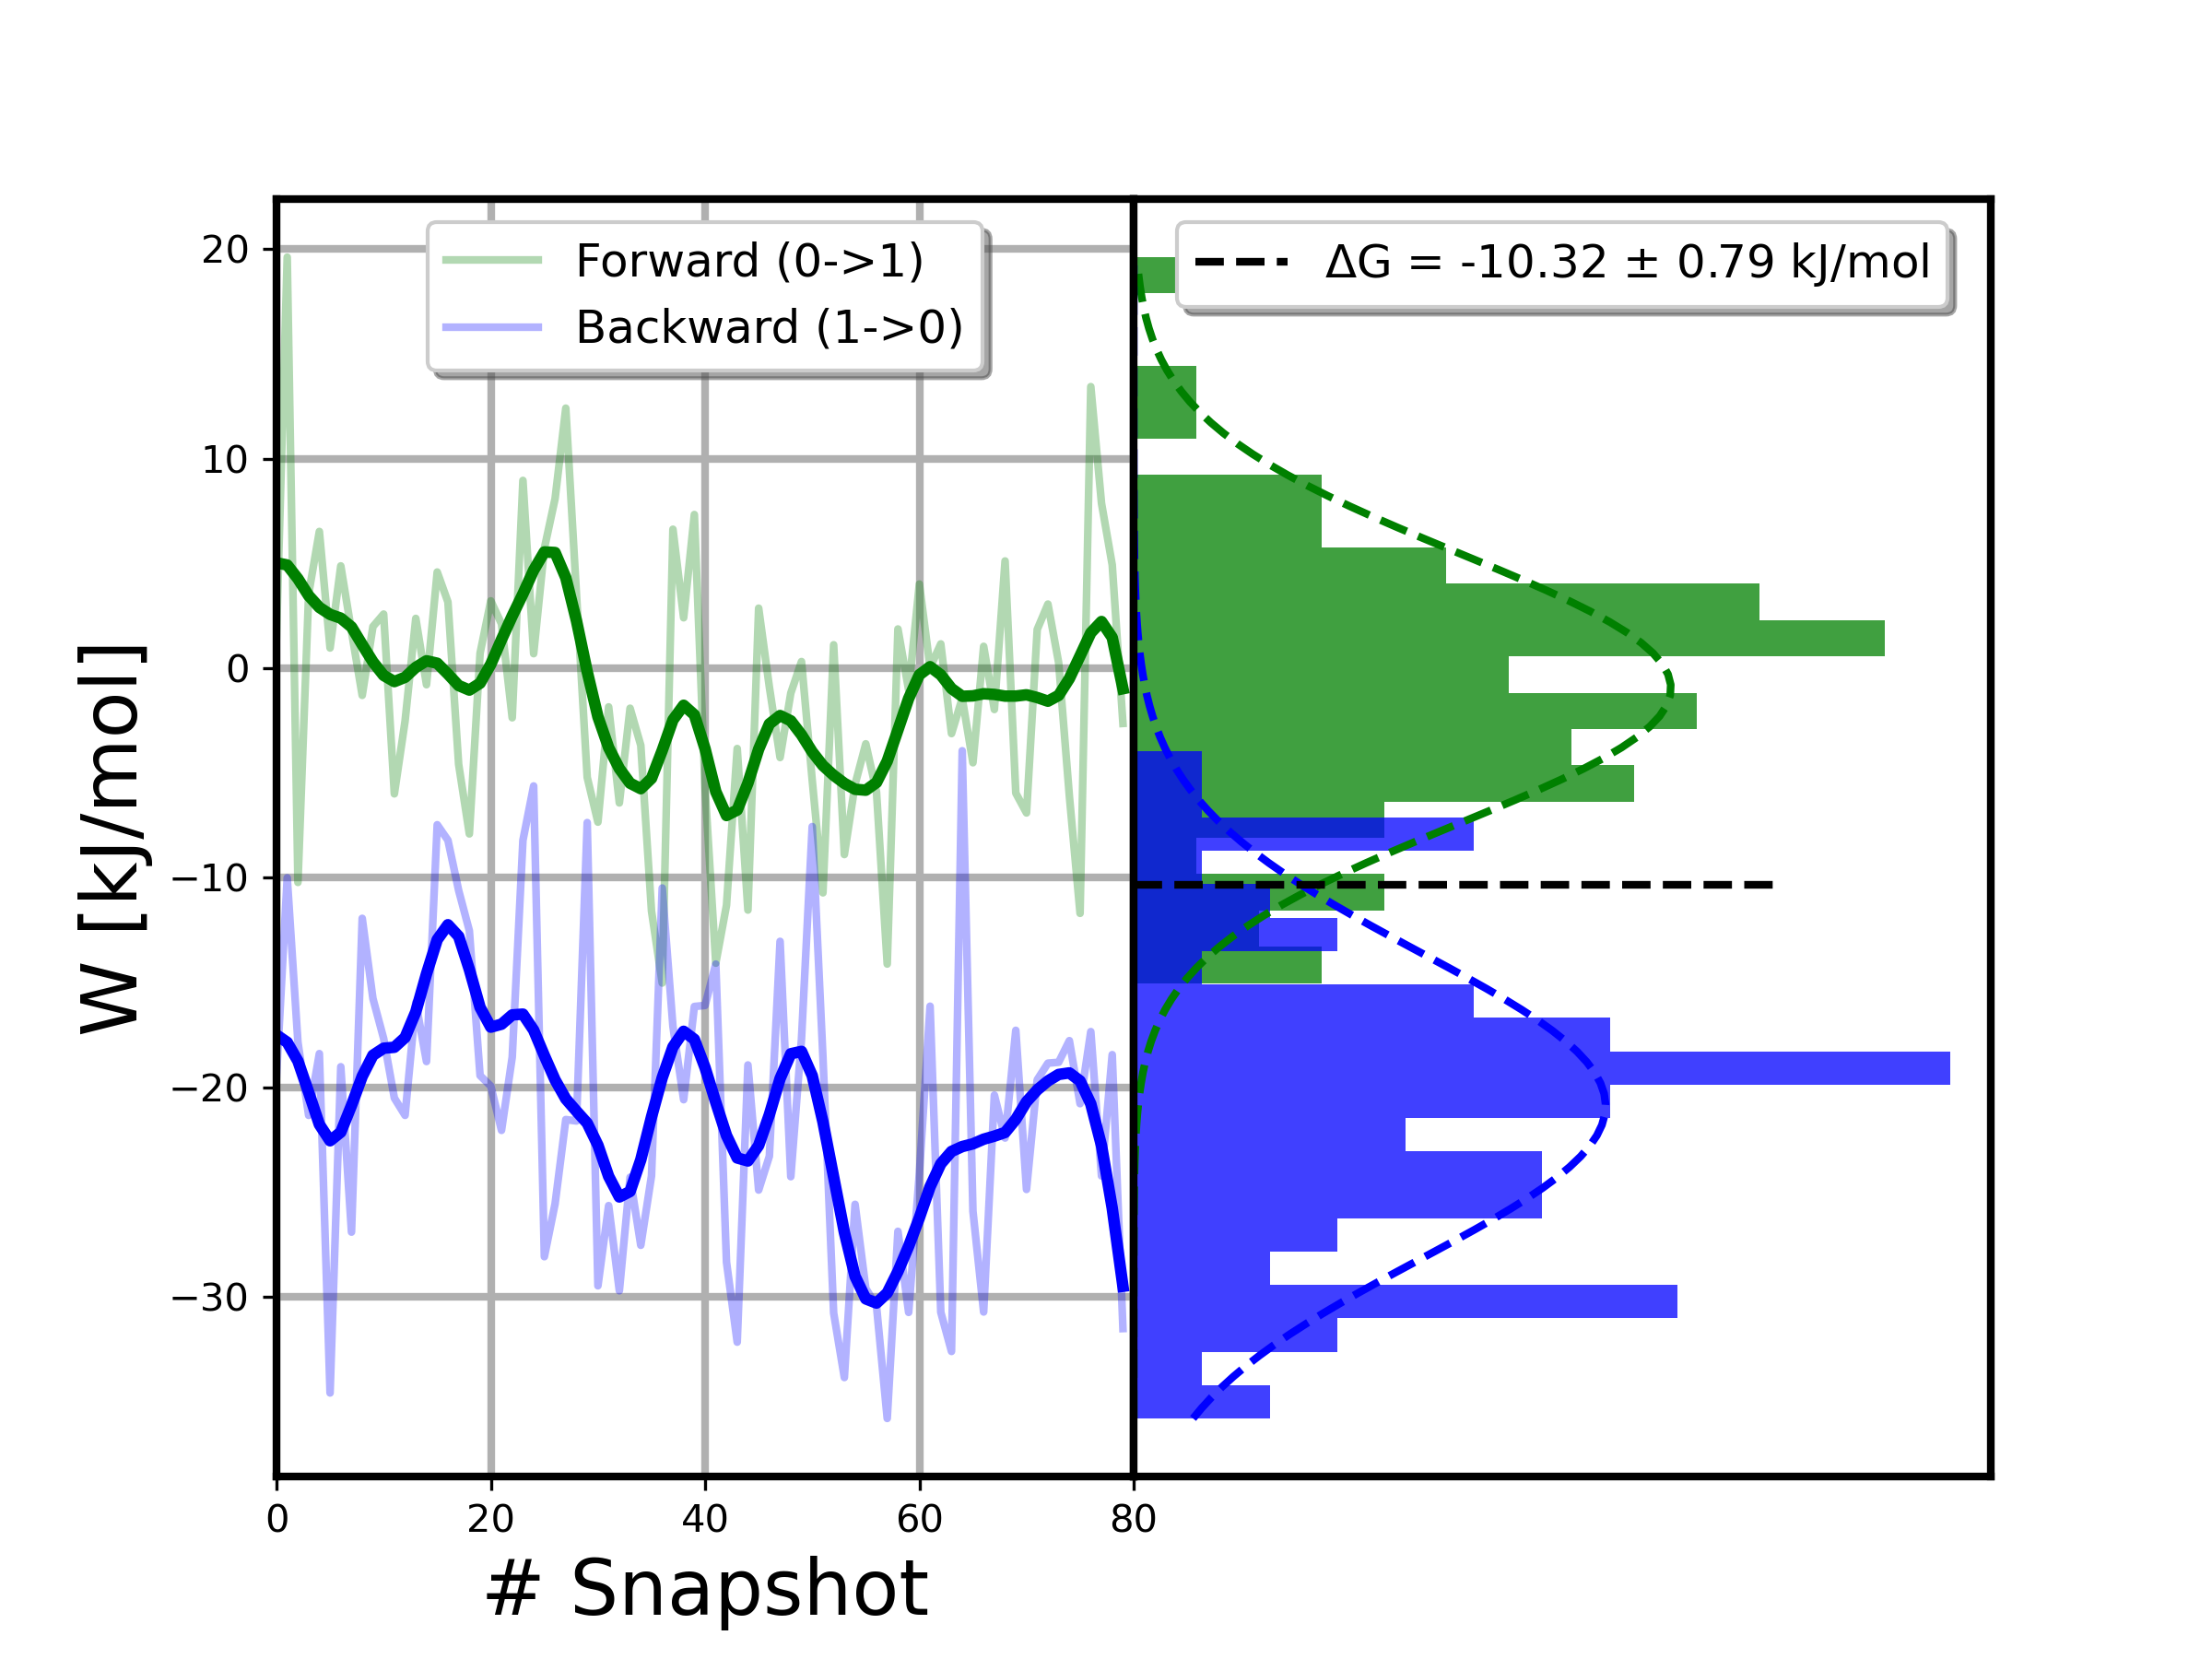 W [kJ/mol]
20
10
0
−10
−20
−30
Forward (0->1)
Backward (1->0)
ΔG = -10.32 ± 0.79 kJ/mol
0 20 40 60 80
# Snapshot